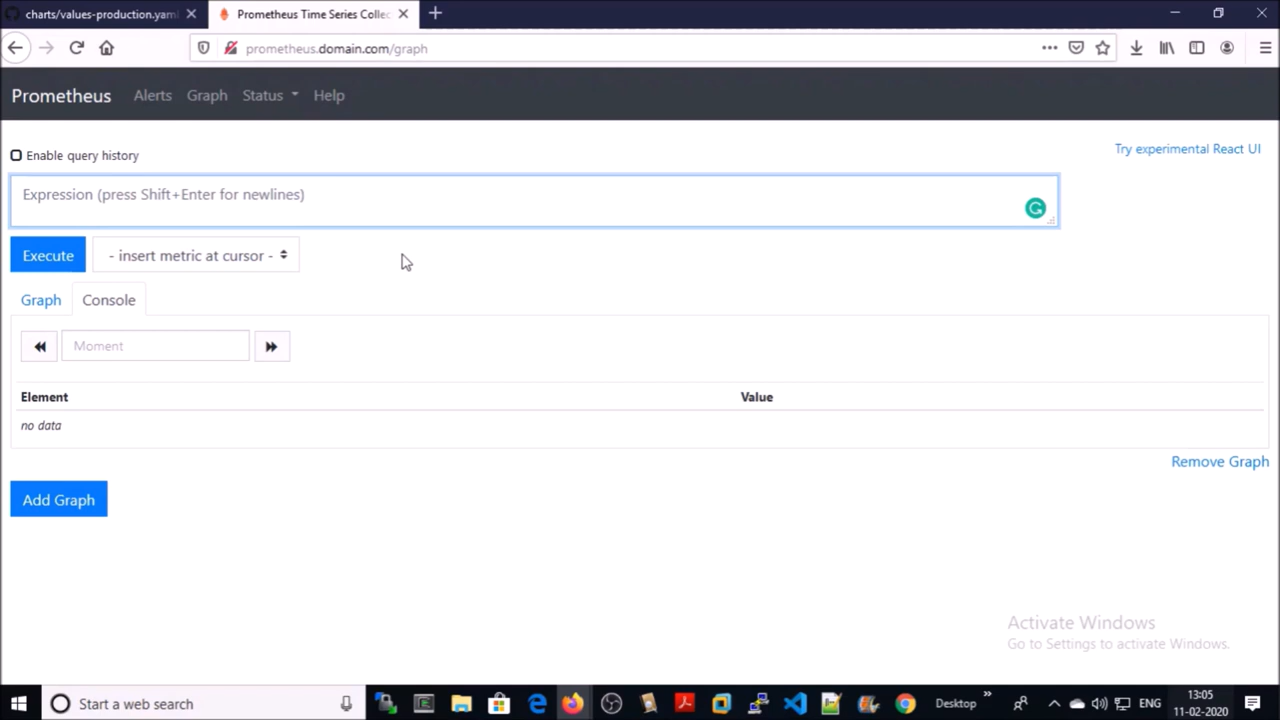 charts/values-production.yaml
Prometheus Time Series Collec
prometheus.domain.com/graph
Prometheus Alerts Graph Status Help
Enable query history
Try experimental React UI
Expression (press Shift+Enter for newlines)
Execute
- insert metric at cursor -
Graph
Console
Moment
Element
Value
no data
Remove Graph
Add Graph
Activate Windows
Go to Settings to activate Windows.
Start a web search
Desktop
ENG
13:05
11-02-2020